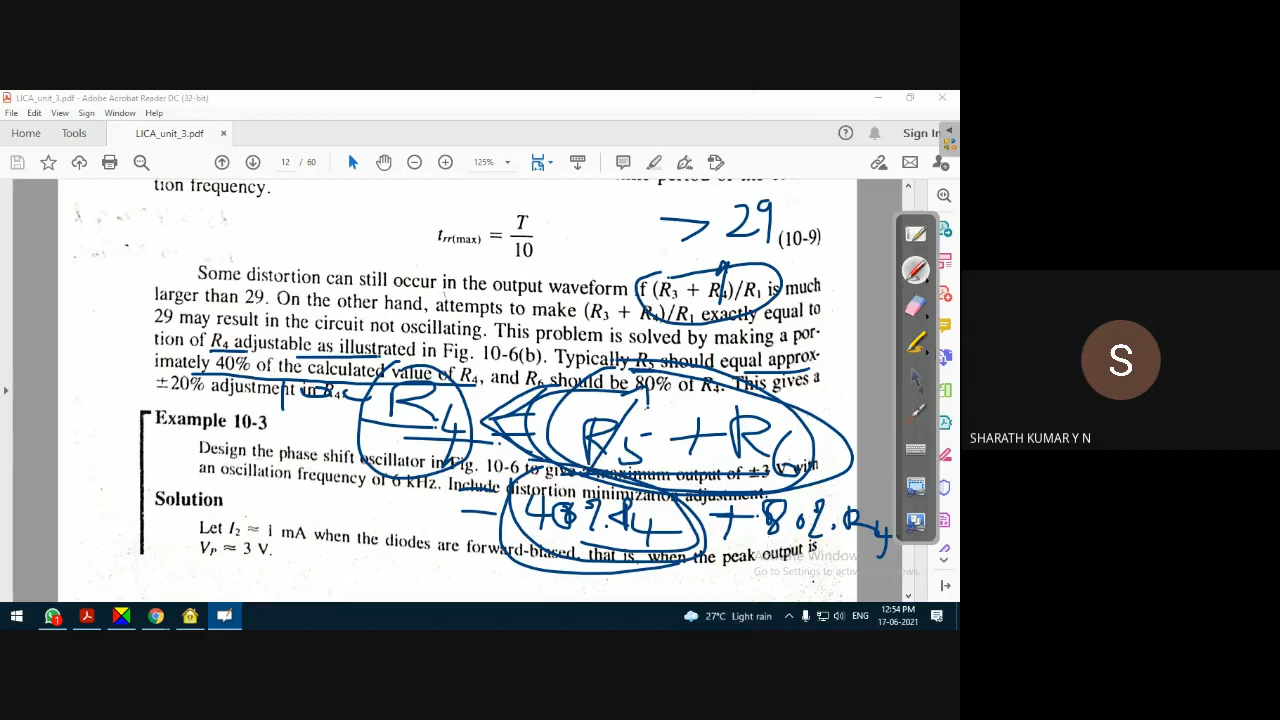 LICA_unit_3.pdf - Adobe Acrobat Reader DC (32-bit)
File Edit View Sign Window Help
Home Tools LICA_unit_3.pdf × Sign In
12 / 60 125%
tion frequency.
> 29
t rr(max) = T/10 (10-9)
Some distortion can still occur in the output waveform if (R3 + R4)/R1 is much
larger than 29. On the other hand, attempts to make (R3 + R4)/R1 exactly equal to
29 may result in the circuit not oscillating. This problem is solved by making a por-
tion of R4 adjustable as illustrated in Fig. 10-6(b). Typically R5 should equal approx-
imately 40% of the calculated value of R4, and R6 should be 80% of R4. This gives a
±20% adjustment in R4.
R4 = R5 + R6
Example 10-3
Design the phase shift oscillator in Fig. 10-6 to give a maximum output of ±3 V with
an oscillation frequency of 6 kHz. Include distortion minimization adjustment.
= 40%.R4 + 80%.R4
Solution
Let I2 ≈ 1 mA when the diodes are forward-biased, that is, when the peak output is
VP ≈ 3 V.
Activate Windows
Go to Settings to activate Windows.
S
SHARATH KUMAR Y N
27°C Light rain ENG 12:54 PM
17-06-2021